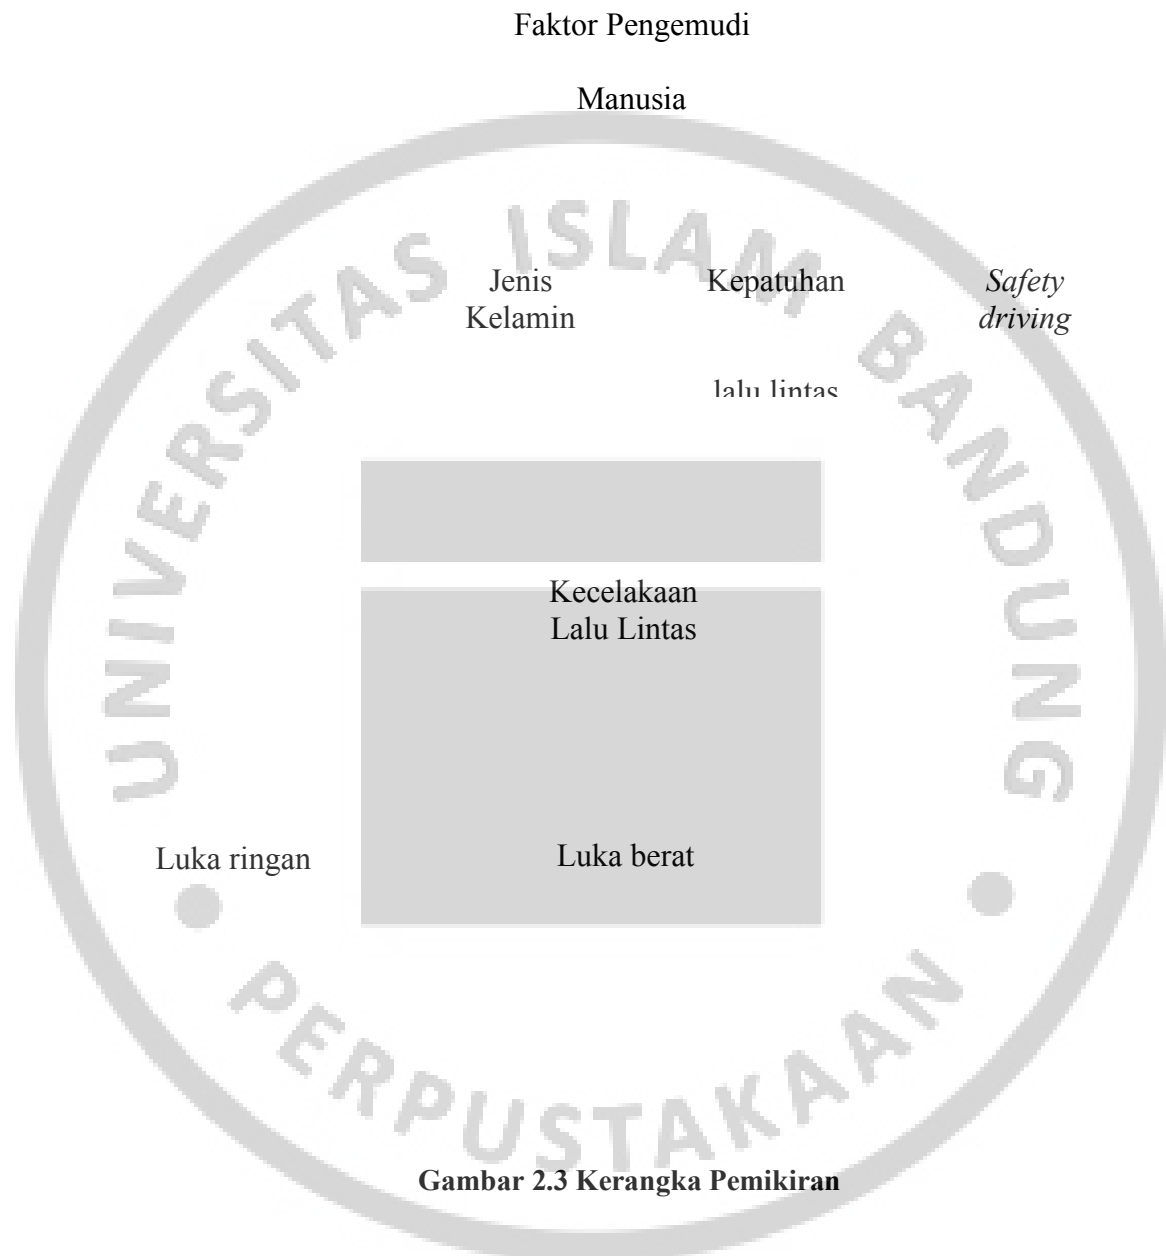 Faktor Pengemudi
Manusia
UNIVERSITAS ISLAM BANDUNG
Jenis
Kelamin
Kepatuhan
lalu lintas
Safety
driving
Kecelakaan
Lalu Lintas
Luka ringan
Luka berat
PERPUSTAKAAN
Gambar 2.3 Kerangka Pemikiran